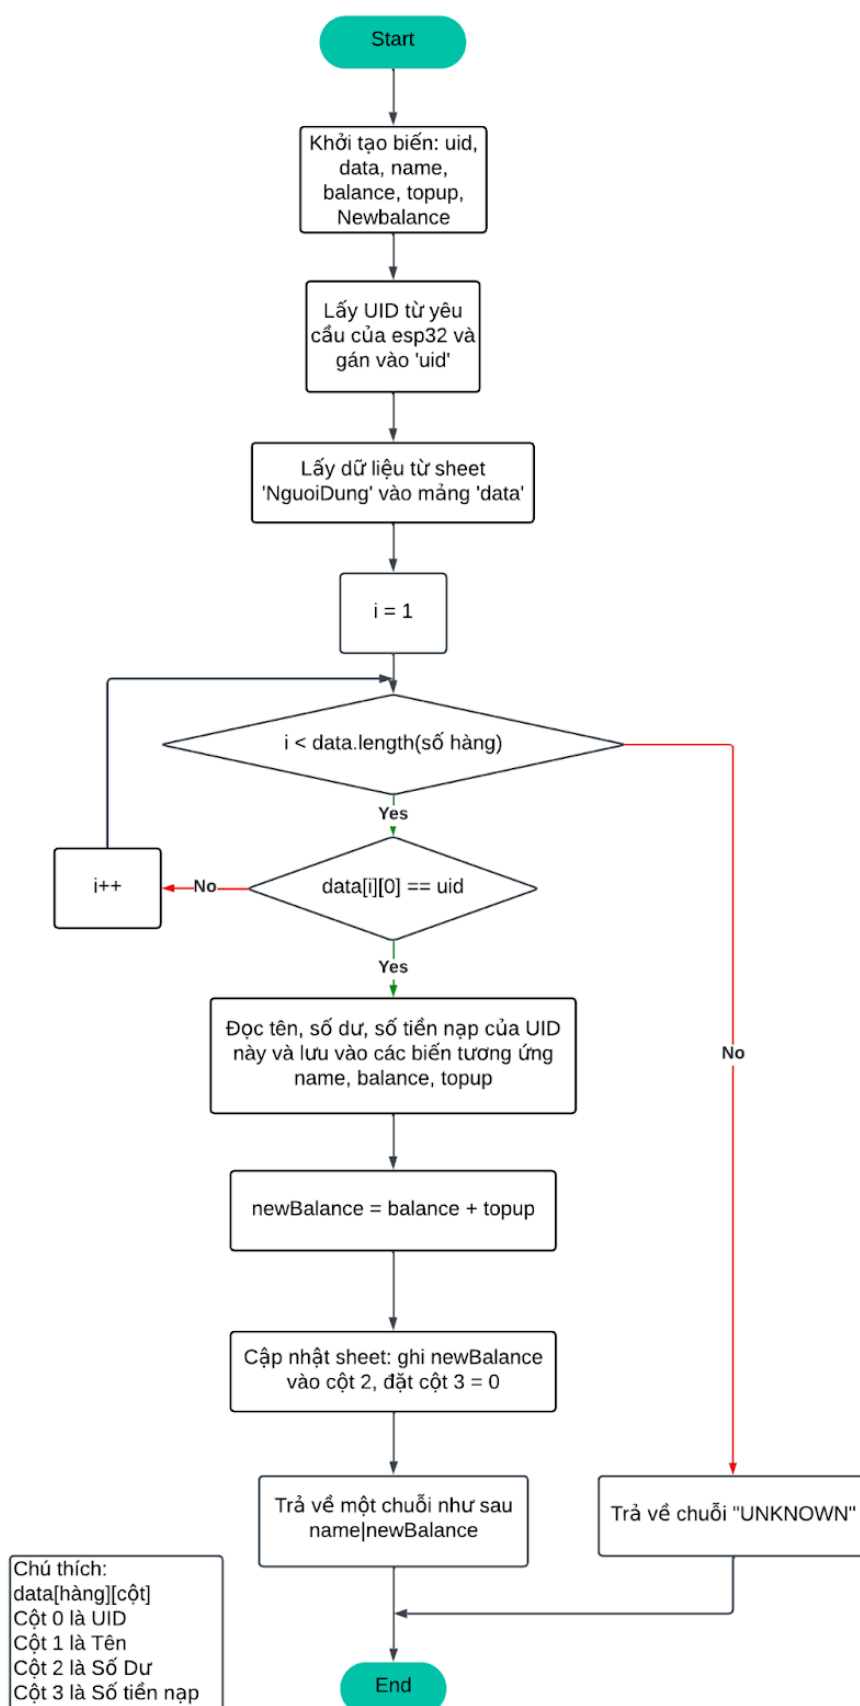 Start
Khởi tạo biến: uid,
data, name,
balance, topup,
Newbalance
Lấy UID từ yêu
cầu của esp32 và
gán vào 'uid'
Lấy dữ liệu từ sheet
'NguoiDung' vào mảng 'data'
i = 1
i < data.length(số hàng)
Yes
data[i][0] == uid
No
i++
Yes
Đọc tên, số dư, số tiền nạp của UID
này và lưu vào các biến tương ứng
name, balance, topup
No
newBalance = balance + topup
Cập nhật sheet: ghi newBalance
vào cột 2, đặt cột 3 = 0
Trả về một chuỗi như sau
name|newBalance
Trả về chuỗi "UNKNOWN"
Chú thích:
data[hàng][cột]
Cột 0 là UID
Cột 1 là Tên
Cột 2 là Số Dư
Cột 3 là Số tiền nạp
End